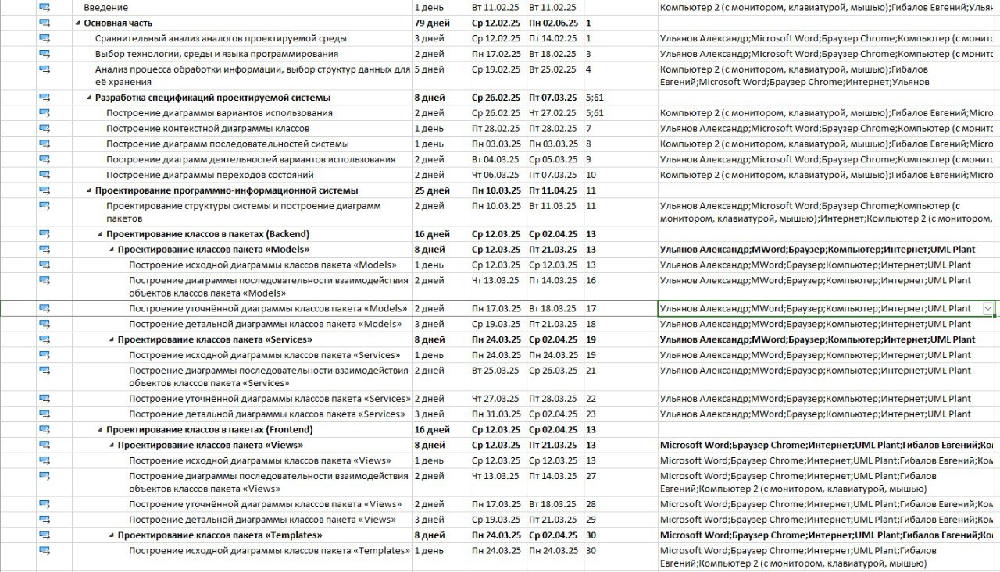 Введение 1 день Вт 11.02.25 Вт 11.02.25 Компьютер 2 (с монитором, клавиатурой, мышью);Гибалов Евгений;Ульян
Основная часть 79 дней Ср 12.02.25 Пн 02.06.25 1
Сравнительный анализ аналогов проектируемой среды 3 дней Ср 12.02.25 Пт 14.02.25 1 Ульянов Александр;Microsoft Word;Браузер Chrome;Компьютер (с монито
Выбор технологии, среды и языка программирования 2 дней Пн 17.02.25 Вт 18.02.25 3 Ульянов Александр;Microsoft Word;Браузер Chrome;Компьютер (с монито
Анализ процесса обработки информации, выбор структур данных для 5 дней Ср 19.02.25 Вт 25.02.25 4 Компьютер 2 (с монитором, клавиатурой, мышью);Гибалов
её хранения Евгений;Microsoft Word;Браузер Chrome;Интернет;Ульянов
Разработка спецификаций проектируемой системы 8 дней Ср 26.02.25 Пт 07.03.25 5;61
Построение диаграммы вариантов использования 2 дней Ср 26.02.25 Чт 27.02.25 5;61 Компьютер 2 (с монитором, клавиатурой, мышью);Гибалов Евгений;Micro
Построение контекстной диаграммы классов 1 день Пт 28.02.25 Пт 28.02.25 7 Ульянов Александр;Microsoft Word;Браузер Chrome;Компьютер (с монито
Построение диаграмм последовательностей системы 1 день Пн 03.03.25 Пн 03.03.25 8 Компьютер 2 (с монитором, клавиатурой, мышью);Гибалов Евгений;Micro
Построение диаграмм деятельностей вариантов использования 2 дней Вт 04.03.25 Ср 05.03.25 9 Ульянов Александр;Microsoft Word;Браузер Chrome;Компьютер (с монито
Построение диаграммы переходов состояний 2 дней Чт 06.03.25 Пт 07.03.25 10 Компьютер 2 (с монитором, клавиатурой, мышью);Гибалов Евгений;Micro
Проектирование программно-информационной системы 25 дней Пн 10.03.25 Пт 11.04.25 11
Проектирование структуры системы и построение диаграмм 2 дней Пн 10.03.25 Вт 11.03.25 11 Ульянов Александр;Microsoft Word;Браузер Chrome;Компьютер (с
пакетов монитором, клавиатурой, мышью);Интернет;Компьютер 2 (с монитором,
Проектирование классов в пакетах (Backend) 16 дней Ср 12.03.25 Ср 02.04.25 13
Проектирование классов пакета «Models» 8 дней Ср 12.03.25 Пт 21.03.25 13 Ульянов Александр;MWord;Браузер;Компьютер;Интернет;UML Plant
Построение исходной диаграммы классов пакета «Models» 1 день Ср 12.03.25 Ср 12.03.25 13 Ульянов Александр;MWord;Браузер;Компьютер;Интернет;UML Plant
Построение диаграммы последовательности взаимодействия 2 дней Чт 13.03.25 Пт 14.03.25 16 Ульянов Александр;MWord;Браузер;Компьютер;Интернет;UML Plant
объектов классов пакета «Models»
Построение уточнённой диаграммы классов пакета «Models» 2 дней Пн 17.03.25 Вт 18.03.25 17 Ульянов Александр;MWord;Браузер;Компьютер;Интернет;UML Plant
Построение детальной диаграммы классов пакета «Models» 3 дней Ср 19.03.25 Пт 21.03.25 18 Ульянов Александр;MWord;Браузер;Компьютер;Интернет;UML Plant
Проектирование классов пакета «Services» 8 дней Пн 24.03.25 Ср 02.04.25 19 Ульянов Александр;MWord;Браузер;Компьютер;Интернет;UML Plant
Построение исходной диаграммы классов пакета «Services» 1 день Пн 24.03.25 Пн 24.03.25 19 Ульянов Александр;MWord;Браузер;Компьютер;Интернет;UML Plant
Построение диаграммы последовательности взаимодействия 2 дней Вт 25.03.25 Ср 26.03.25 21 Ульянов Александр;MWord;Браузер;Компьютер;Интернет;UML Plant
объектов классов пакета «Services»
Построение уточнённой диаграммы классов пакета «Services» 2 дней Чт 27.03.25 Пт 28.03.25 22 Ульянов Александр;MWord;Браузер;Компьютер;Интернет;UML Plant
Построение детальной диаграммы классов пакета «Services» 3 дней Пн 31.03.25 Ср 02.04.25 23 Ульянов Александр;MWord;Браузер;Компьютер;Интернет;UML Plant
Проектирование классов в пакетах (Frontend) 16 дней Ср 12.03.25 Ср 02.04.25 13
Проектирование классов пакета «Views» 8 дней Ср 12.03.25 Пт 21.03.25 13 Microsoft Word;Браузер Chrome;Интернет;UML Plant;Гибалов Евгений;Ко
Построение исходной диаграммы классов пакета «Views» 1 день Ср 12.03.25 Ср 12.03.25 13 Microsoft Word;Браузер Chrome;Интернет;UML Plant;Гибалов Евгений;Ком
Построение диаграммы последовательности взаимодействия 2 дней Чт 13.03.25 Пт 14.03.25 27 Microsoft Word;Браузер Chrome;Интернет;UML Plant;Гибалов
объектов классов пакета «Views» Евгений;Компьютер 2 (с монитором, клавиатурой, мышью)
Построение уточнённой диаграммы классов пакета «Views» 2 дней Пн 17.03.25 Вт 18.03.25 28 Microsoft Word;Браузер Chrome;Интернет;UML Plant;Гибалов Евгений;Ком
Построение детальной диаграммы классов пакета «Views» 3 дней Ср 19.03.25 Пт 21.03.25 29 Microsoft Word;Браузер Chrome;Интернет;UML Plant;Гибалов Евгений;Ком
Проектирование классов пакета «Templates» 8 дней Пн 24.03.25 Ср 02.04.25 30 Microsoft Word;Браузер Chrome;Интернет;UML Plant;Гибалов Евгений;Ко
Построение исходной диаграммы классов пакета «Templates» 1 день Пн 24.03.25 Пн 24.03.25 30 Microsoft Word;Браузер Chrome;Интернет;UML Plant;Гибалов
Евгений;Компьютер 2 (с монитором, клавиатурой, мышью)